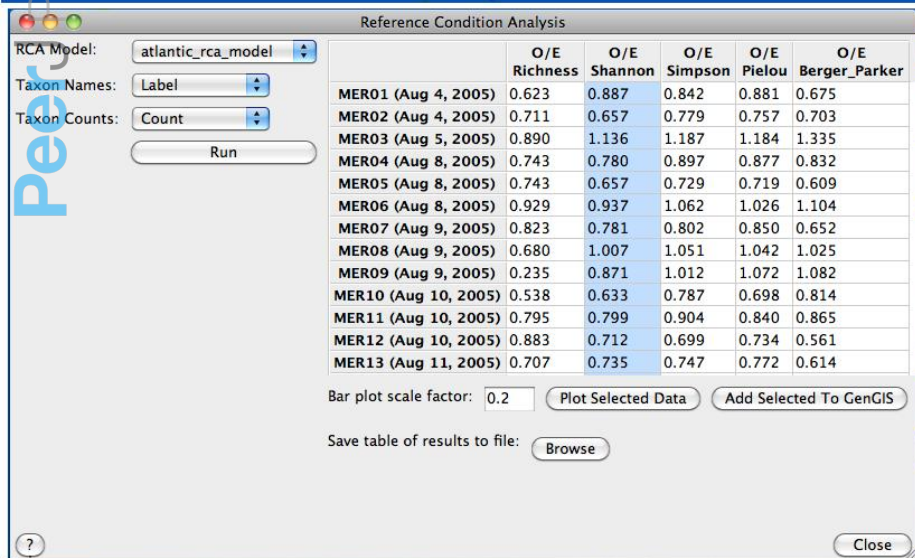 Reference Condition Analysis
RCA Model: atlantic_rca_model
Taxon Names: Label
Taxon Counts: Count
Run
O/E Richness O/E Shannon O/E Simpson O/E Pielou O/E Berger_Parker
MER01 (Aug 4, 2005) 0.623 0.887 0.842 0.881 0.675
MER02 (Aug 4, 2005) 0.711 0.657 0.779 0.757 0.703
MER03 (Aug 5, 2005) 0.890 1.136 1.187 1.184 1.335
MER04 (Aug 8, 2005) 0.743 0.780 0.897 0.877 0.832
MER05 (Aug 8, 2005) 0.743 0.657 0.729 0.719 0.609
MER06 (Aug 8, 2005) 0.929 0.937 1.062 1.026 1.104
MER07 (Aug 9, 2005) 0.823 0.781 0.802 0.850 0.652
MER08 (Aug 9, 2005) 0.680 1.007 1.051 1.042 1.025
MER09 (Aug 9, 2005) 0.235 0.871 1.012 1.072 1.082
MER10 (Aug 10, 2005) 0.538 0.633 0.787 0.698 0.814
MER11 (Aug 10, 2005) 0.795 0.799 0.904 0.840 0.865
MER12 (Aug 10, 2005) 0.883 0.712 0.699 0.734 0.561
MER13 (Aug 11, 2005) 0.707 0.735 0.747 0.772 0.614
Bar plot scale factor: 0.2 Plot Selected Data Add Selected To GenGIS
Save table of results to file: Browse
? Close
PeerJ